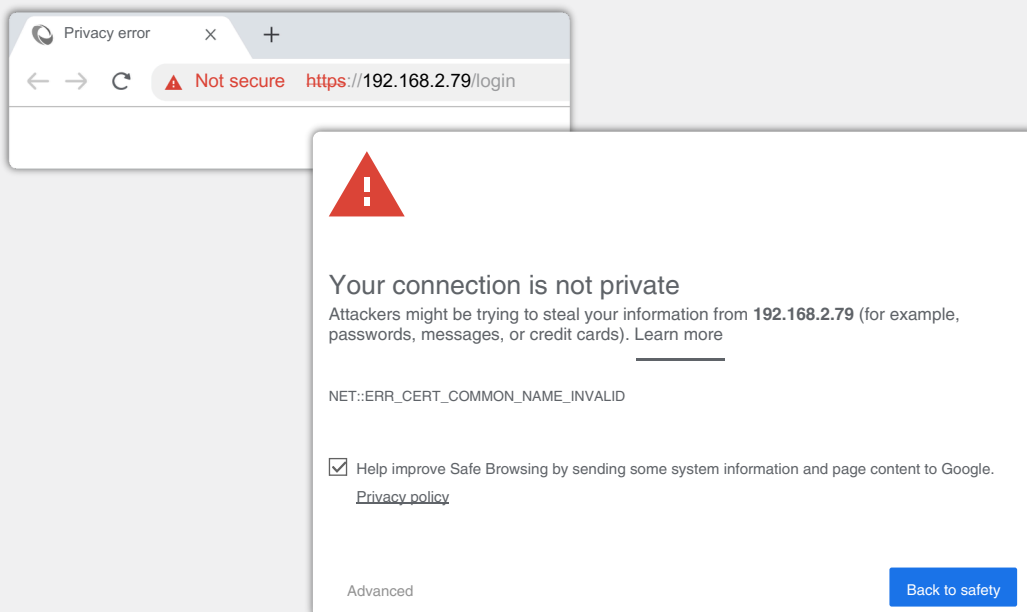 Privacy error
Not secure https://192.168.2.79/login
Your connection is not private
Attackers might be trying to steal your information from 192.168.2.79 (for example,
passwords, messages, or credit cards). Learn more
NET::ERR_CERT_COMMON_NAME_INVALID
Help improve Safe Browsing by sending some system information and page content to Google.
Privacy policy
Advanced
Back to safety